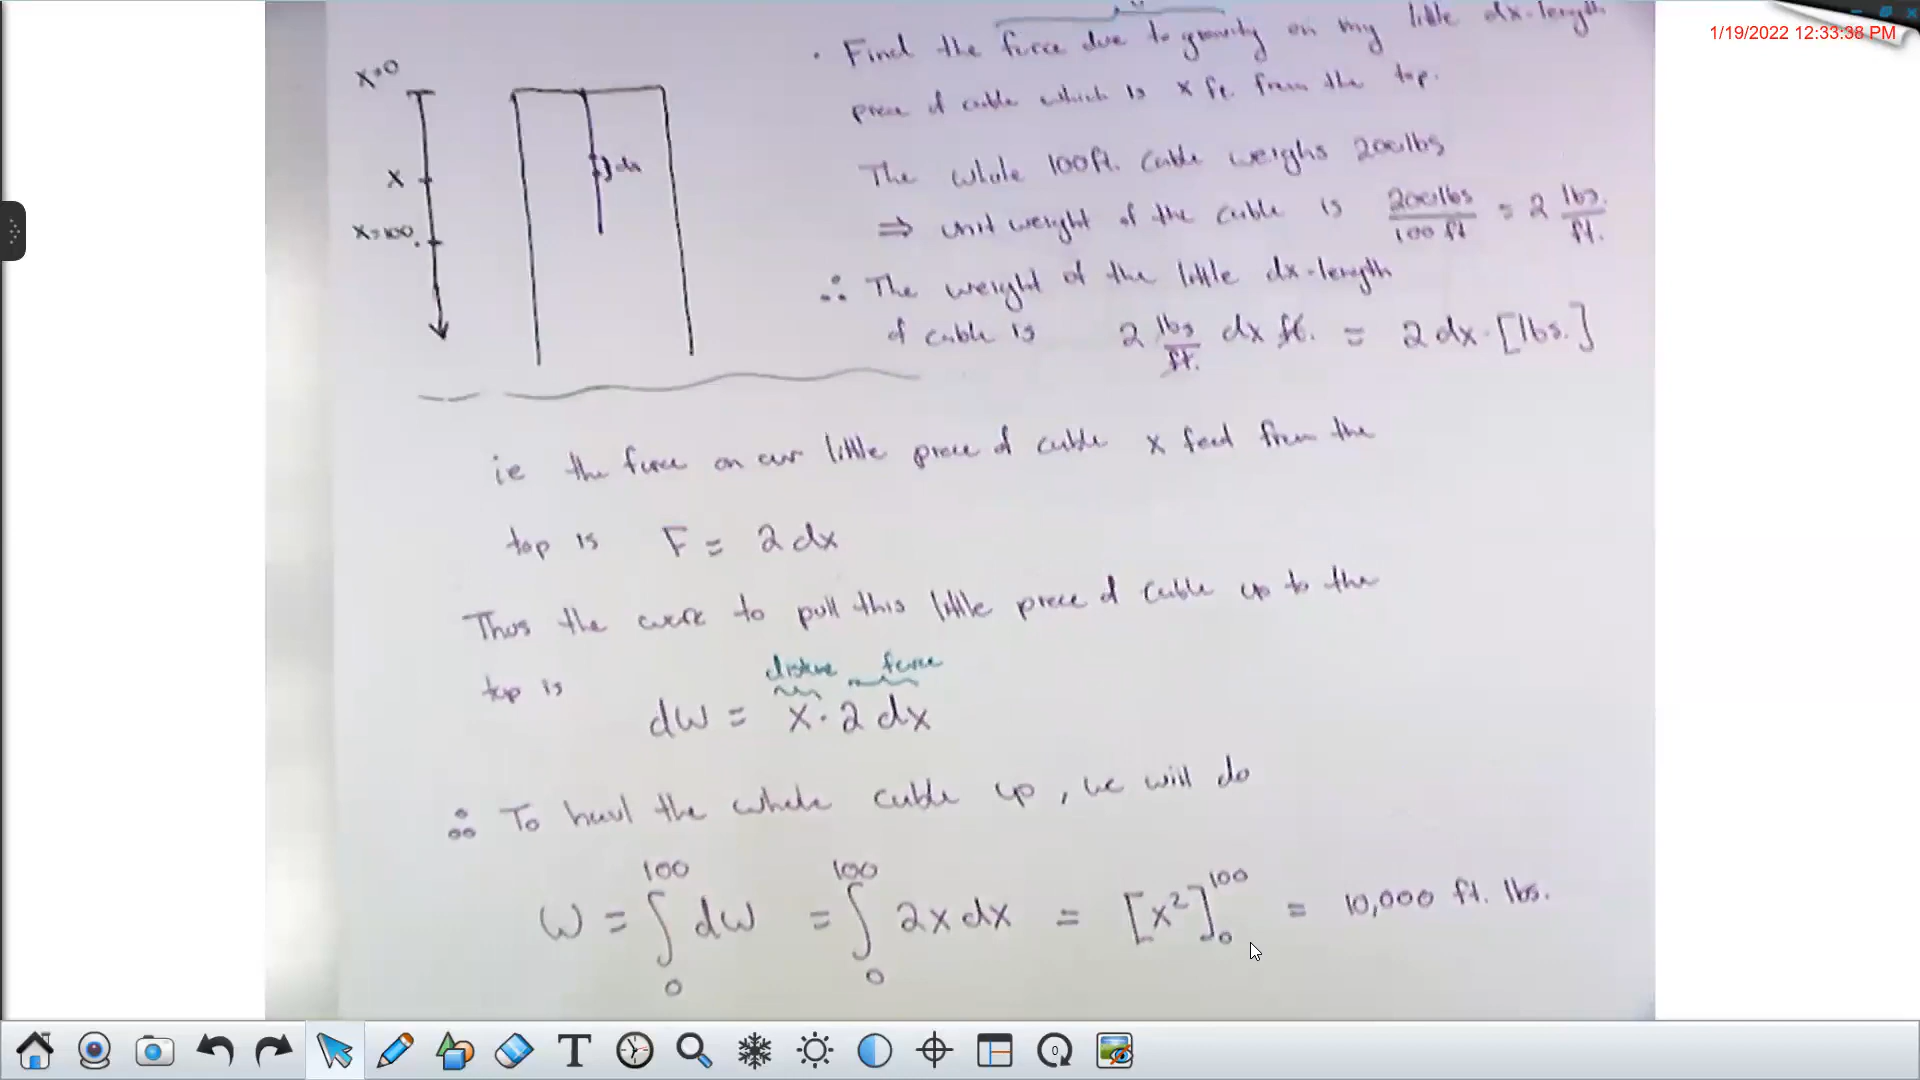 1/19/2022 12:33:38 PM
· Find the force due to gravity on my little dx-length
piece of cable which is x ft. from the top.
The whole 100ft. cable weighs 200lbs
⇒ unit weight of the cable is 200lbs / 100 ft = 2 lbs. / ft.
∴ The weight of the little dx-length
of cable is 2 lbs / ft. dx ft. = 2 dx · [lbs.]
x=0
x
x=100
dx
ie the force on our little piece of cable x feet from the
top is F = 2 dx
Thus the work to pull this little piece of cable up to the
top is
distance force
dW = x · 2 dx
∴ To haul the whole cable up, we will do
W = ∫₀¹⁰⁰ dW = ∫₀¹⁰⁰ 2x dx = [x²]₀¹⁰⁰ = 10,000 ft. lbs.
T
0